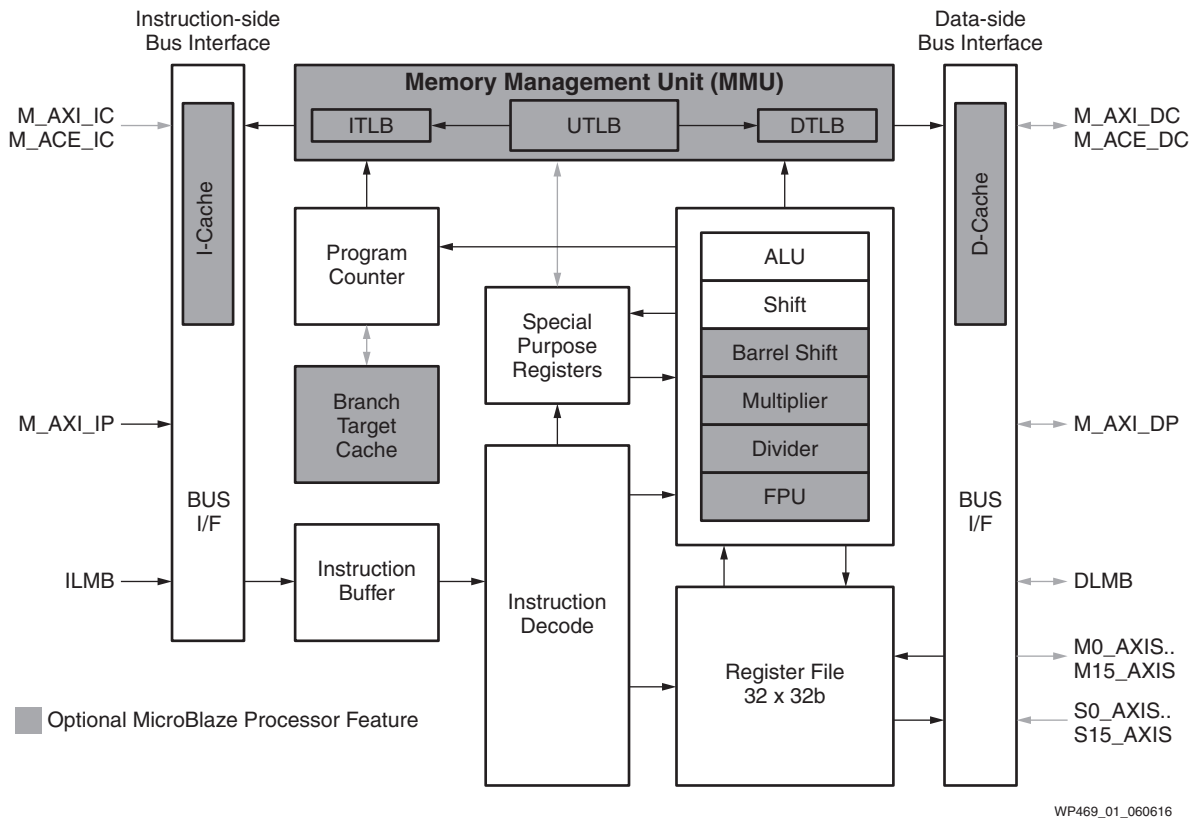 Instruction-side
Bus Interface
Data-side
Bus Interface
Memory Management Unit (MMU)
ITLB
UTLB
DTLB
M_AXI_IC
M_ACE_IC
M_AXI_DC
M_ACE_DC
I-Cache
D-Cache
Program
Counter
ALU
Shift
Special
Purpose
Registers
Barrel Shift
Multiplier
Divider
FPU
Branch
Target
Cache
M_AXI_IP
M_AXI_DP
BUS
I/F
BUS
I/F
ILMB
Instruction
Buffer
Instruction
Decode
DLMB
Register File
32 x 32b
M0_AXIS..
M15_AXIS
S0_AXIS..
S15_AXIS
Optional MicroBlaze Processor Feature
WP469_01_060616